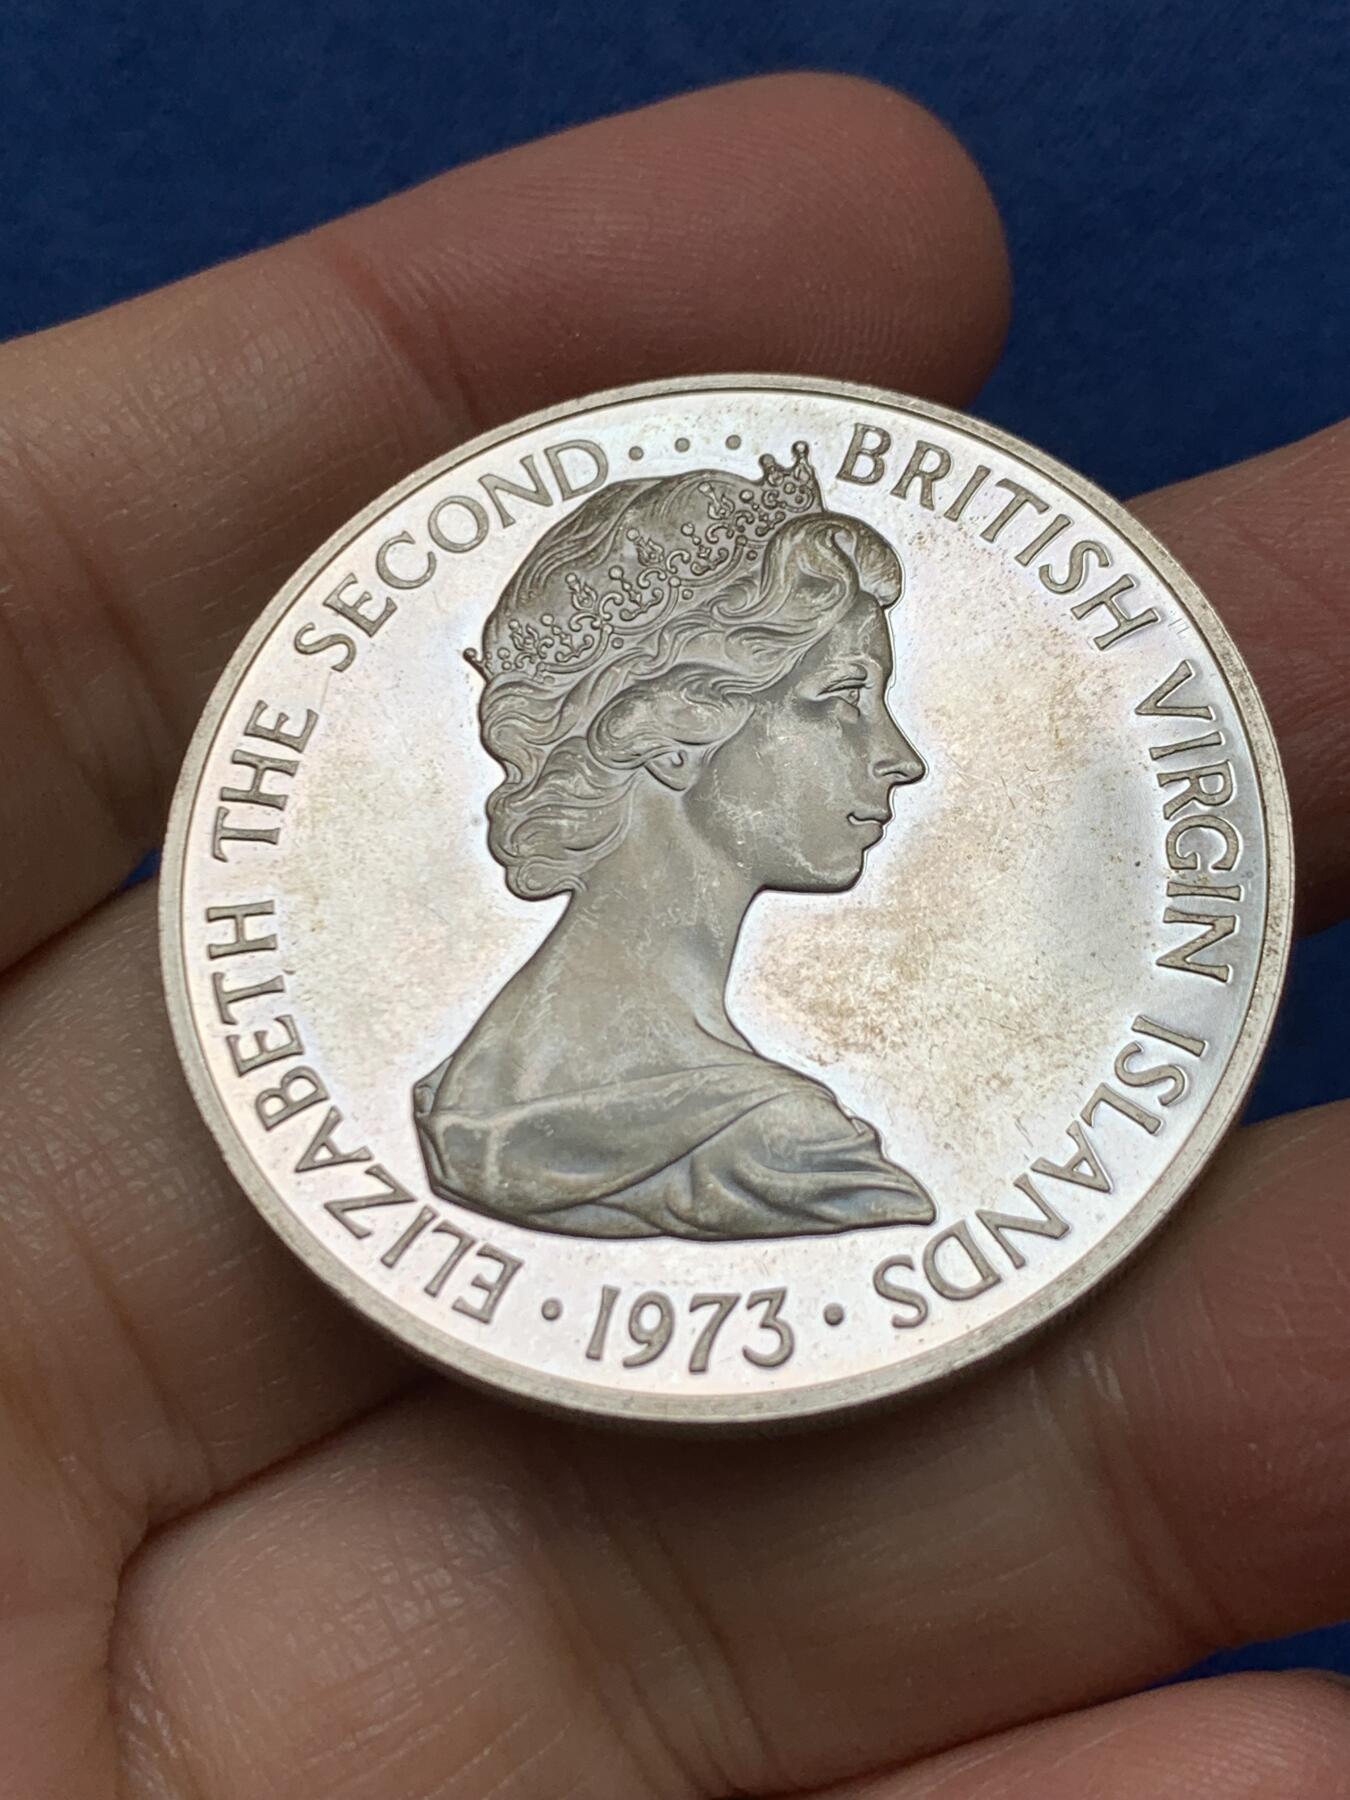 ELIZABETH THE SECOND
BRITISH VIRGIN ISLANDS
· 1973 ·